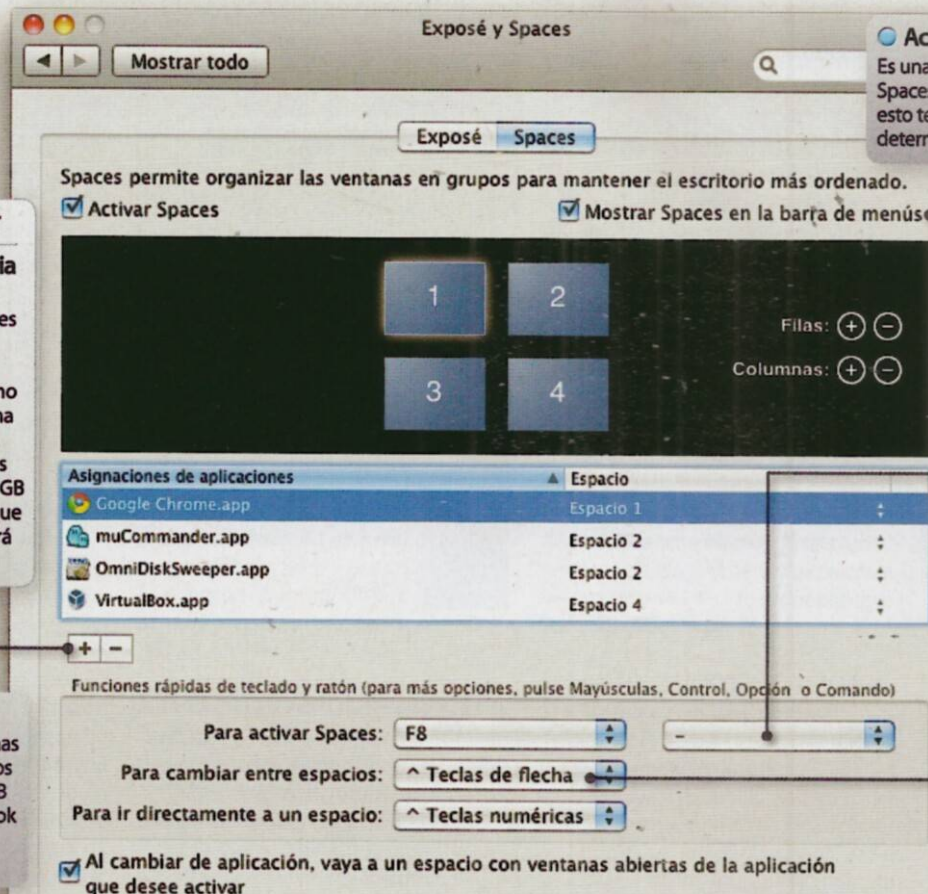 Exposé y Spaces
Mostrar todo
Es una
esto te
Exposé Spaces
Spaces permite organizar las ventanas en grupos para mantener el escritorio más ordenado.
Activar Spaces
Mostrar Spaces en la barra de menús
1
2
Filas: + −
3
4
Columnas: + −
GB
Asignaciones de aplicaciones Espacio
Google Chrome.app Espacio 1
muCommander.app Espacio 2
OmniDiskSweeper.app Espacio 2
VirtualBox.app Espacio 4
+ −
Funciones rápidas de teclado y ratón (para más opciones, pulse Mayúsculas, Control, Opción o Comando)
Para activar Spaces: F8 -
Para cambiar entre espacios: ^ Teclas de flecha
Para ir directamente a un espacio: ^ Teclas numéricas
Al cambiar de aplicación, vaya a un espacio con ventanas abiertas de la aplicación
que desee activar